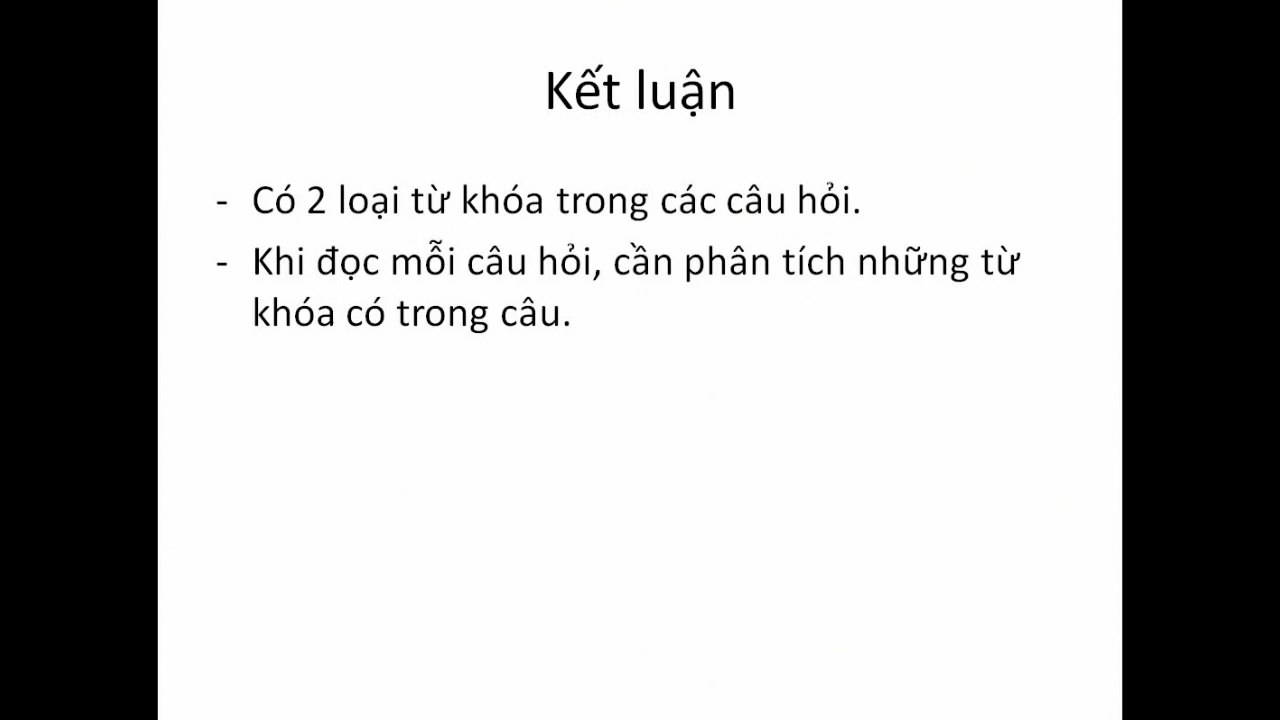 Kết luận
- Có 2 loại từ khóa trong các câu hỏi.
- Khi đọc mỗi câu hỏi, cần phân tích những từ
khóa có trong câu.